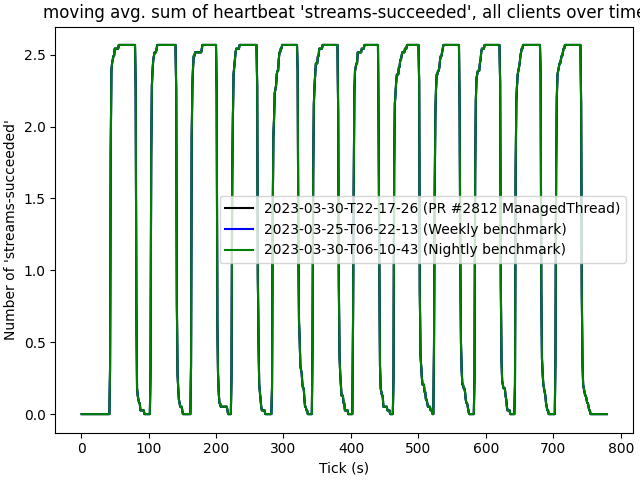 moving avg. sum of heartbeat 'streams-succeeded', all clients over time
Number of 'streams-succeeded'
2.5
2.0
1.5
1.0
0.5
0.0
2023-03-30-T22-17-26 (PR #2812 ManagedThread)
2023-03-25-T06-22-13 (Weekly benchmark)
2023-03-30-T06-10-43 (Nightly benchmark)
0 100 200 300 400 500 600 700 800
Tick (s)